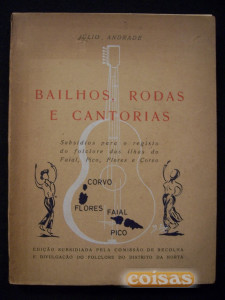 JÚLIO ANDRADE
BAILHOS, RODAS
E CANTORIAS
Subsídios para o registo
do folclore das ilhas do
Faial, Pico, Flores e Corvo
CORVO
FLORES
FAIAL
PICO
EDIÇÃO SUBSIDIADA PELA COMISSÃO DE RECOLHA
E DIVULGAÇÃO DO FOLCLORE DO DISTRITO DA HORTA
coisas